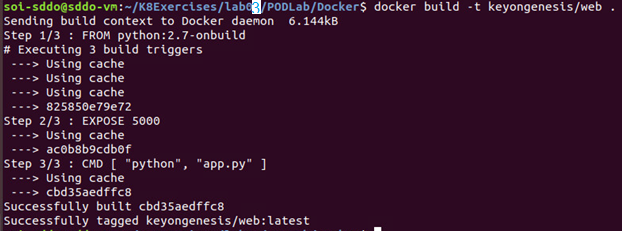 soi-sddo@sddo-vm:~/K8Exercises/lab03/PODLab/Docker$ docker build -t keyongenesis/web .
Sending build context to Docker daemon  6.144kB
Step 1/3 : FROM python:2.7-onbuild
# Executing 3 build triggers
 ---> Using cache
 ---> Using cache
 ---> Using cache
 ---> 825850e79e72
Step 2/3 : EXPOSE 5000
 ---> Using cache
 ---> ac0b8b9cdb0f
Step 3/3 : CMD [ "python", "app.py" ]
 ---> Using cache
 ---> cbd35aedffc8
Successfully built cbd35aedffc8
Successfully tagged keyongenesis/web:latest